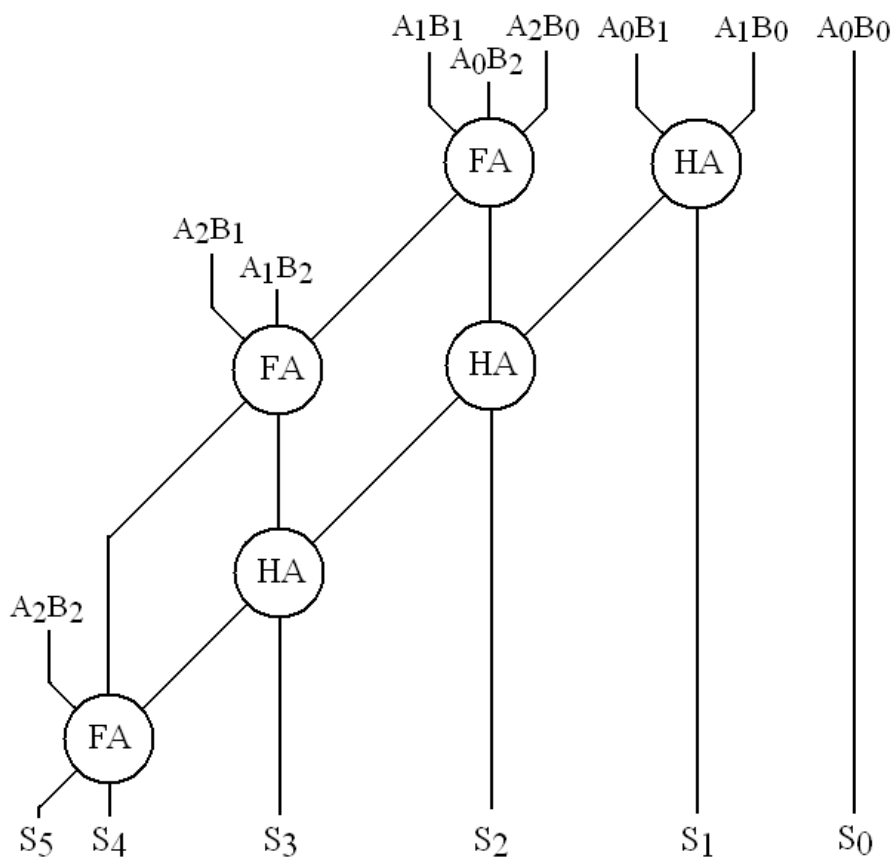 A₁B₁ A₂B₀ A₀B₁ A₁B₀ A₀B₀
A₀B₂
FA HA
A₂B₁
A₁B₂
FA HA
HA
A₂B₂
FA
S₅ S₄ S₃ S₂ S₁ S₀